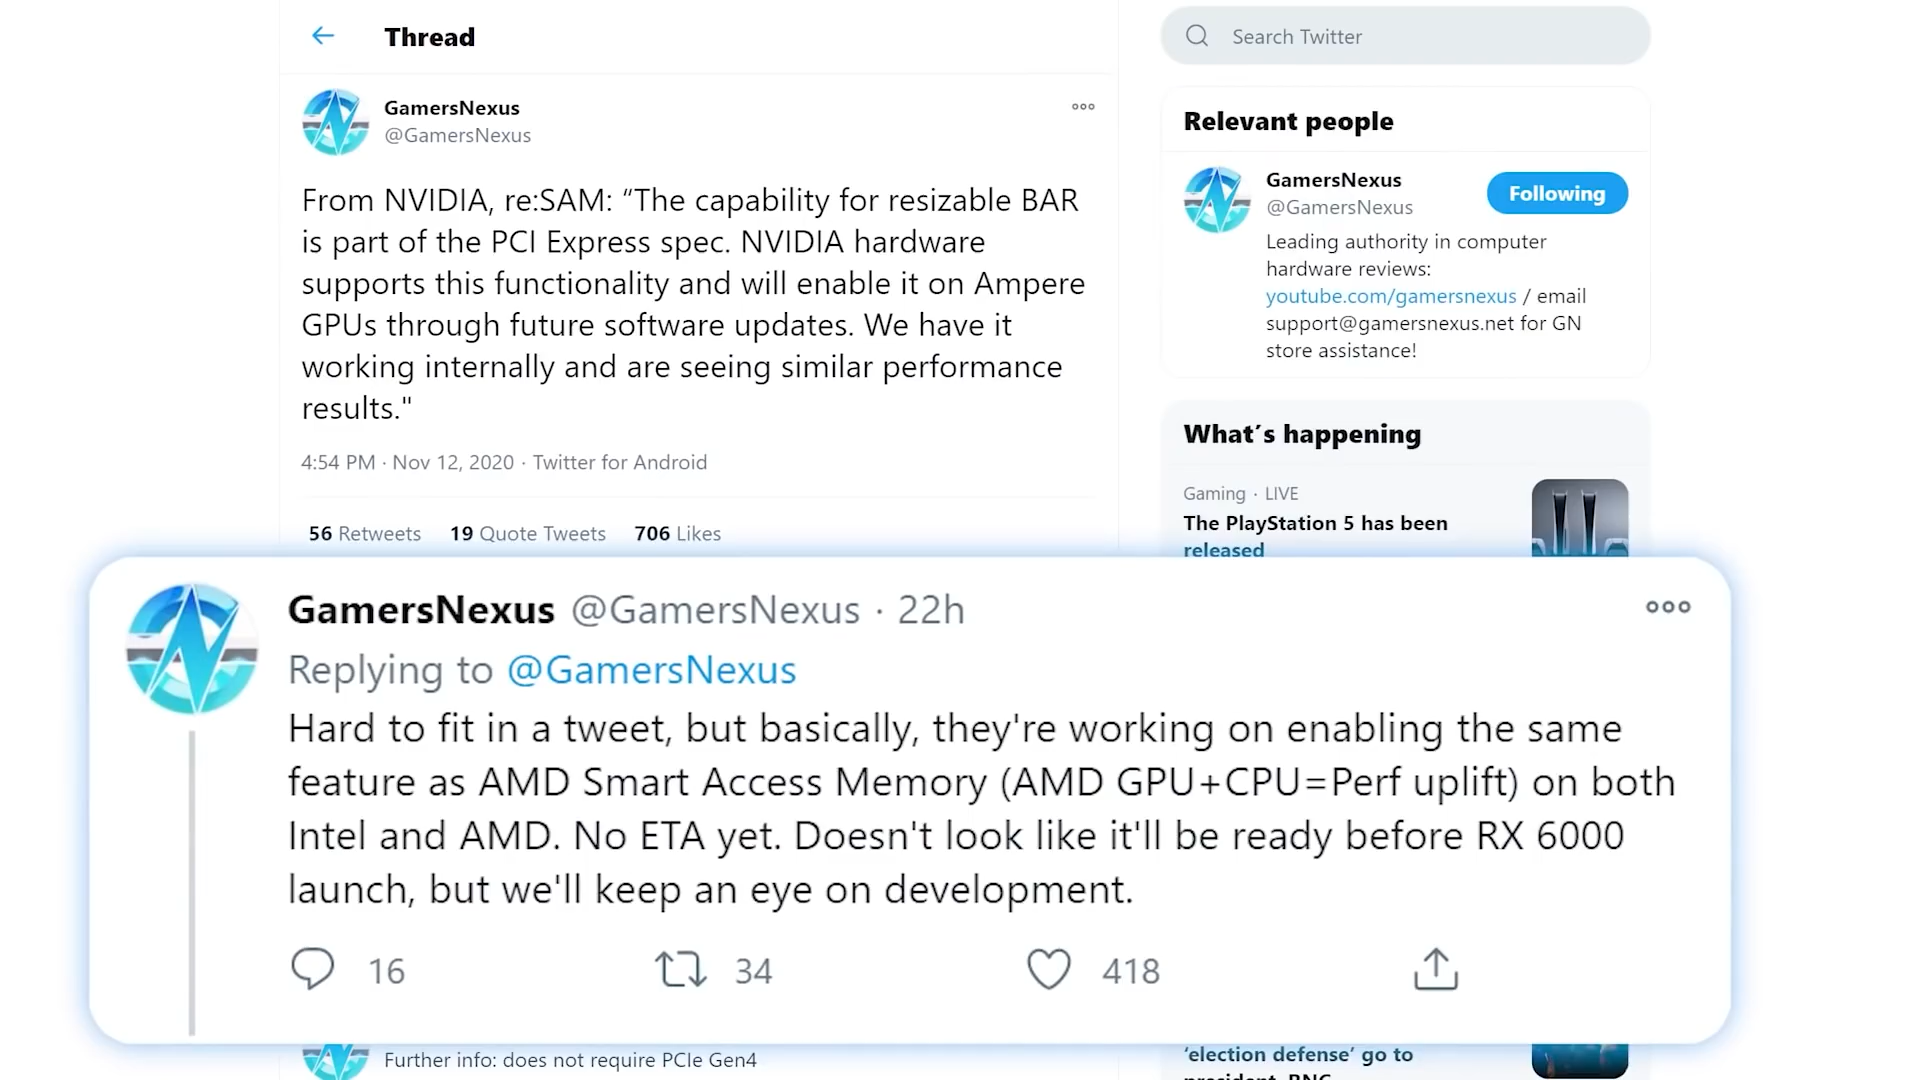 Thread
GamersNexus
@GamersNexus
From NVIDIA, re:SAM: “The capability for resizable BAR
is part of the PCI Express spec. NVIDIA hardware
supports this functionality and will enable it on Ampere
GPUs through future software updates. We have it
working internally and are seeing similar performance
results."
4:54 PM · Nov 12, 2020 · Twitter for Android
56 Retweets 19 Quote Tweets 706 Likes
GamersNexus @GamersNexus · 22h
Replying to @GamersNexus
Hard to fit in a tweet, but basically, they're working on enabling the same
feature as AMD Smart Access Memory (AMD GPU+CPU=Perf uplift) on both
Intel and AMD. No ETA yet. Doesn't look like it'll be ready before RX 6000
launch, but we'll keep an eye on development.
16 34 418
Further info: does not require PCIe Gen4
Search Twitter
Relevant people
GamersNexus
@GamersNexus
Following
Leading authority in computer
hardware reviews:
youtube.com/gamersnexus / email
support@gamersnexus.net for GN
store assistance!
What's happening
Gaming · LIVE
The PlayStation 5 has been
released
‘election defense’ go to
president, RNC